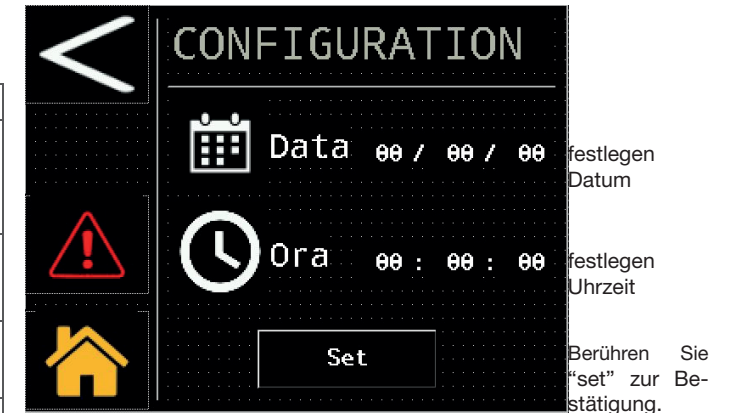 CONFIGURATION
Data 00 / 00 / 00
festlegen
Datum
Ora 00 : 00 : 00
festlegen
Uhrzeit
Set
Berühren Sie
“set” zur Be-
stätigung.